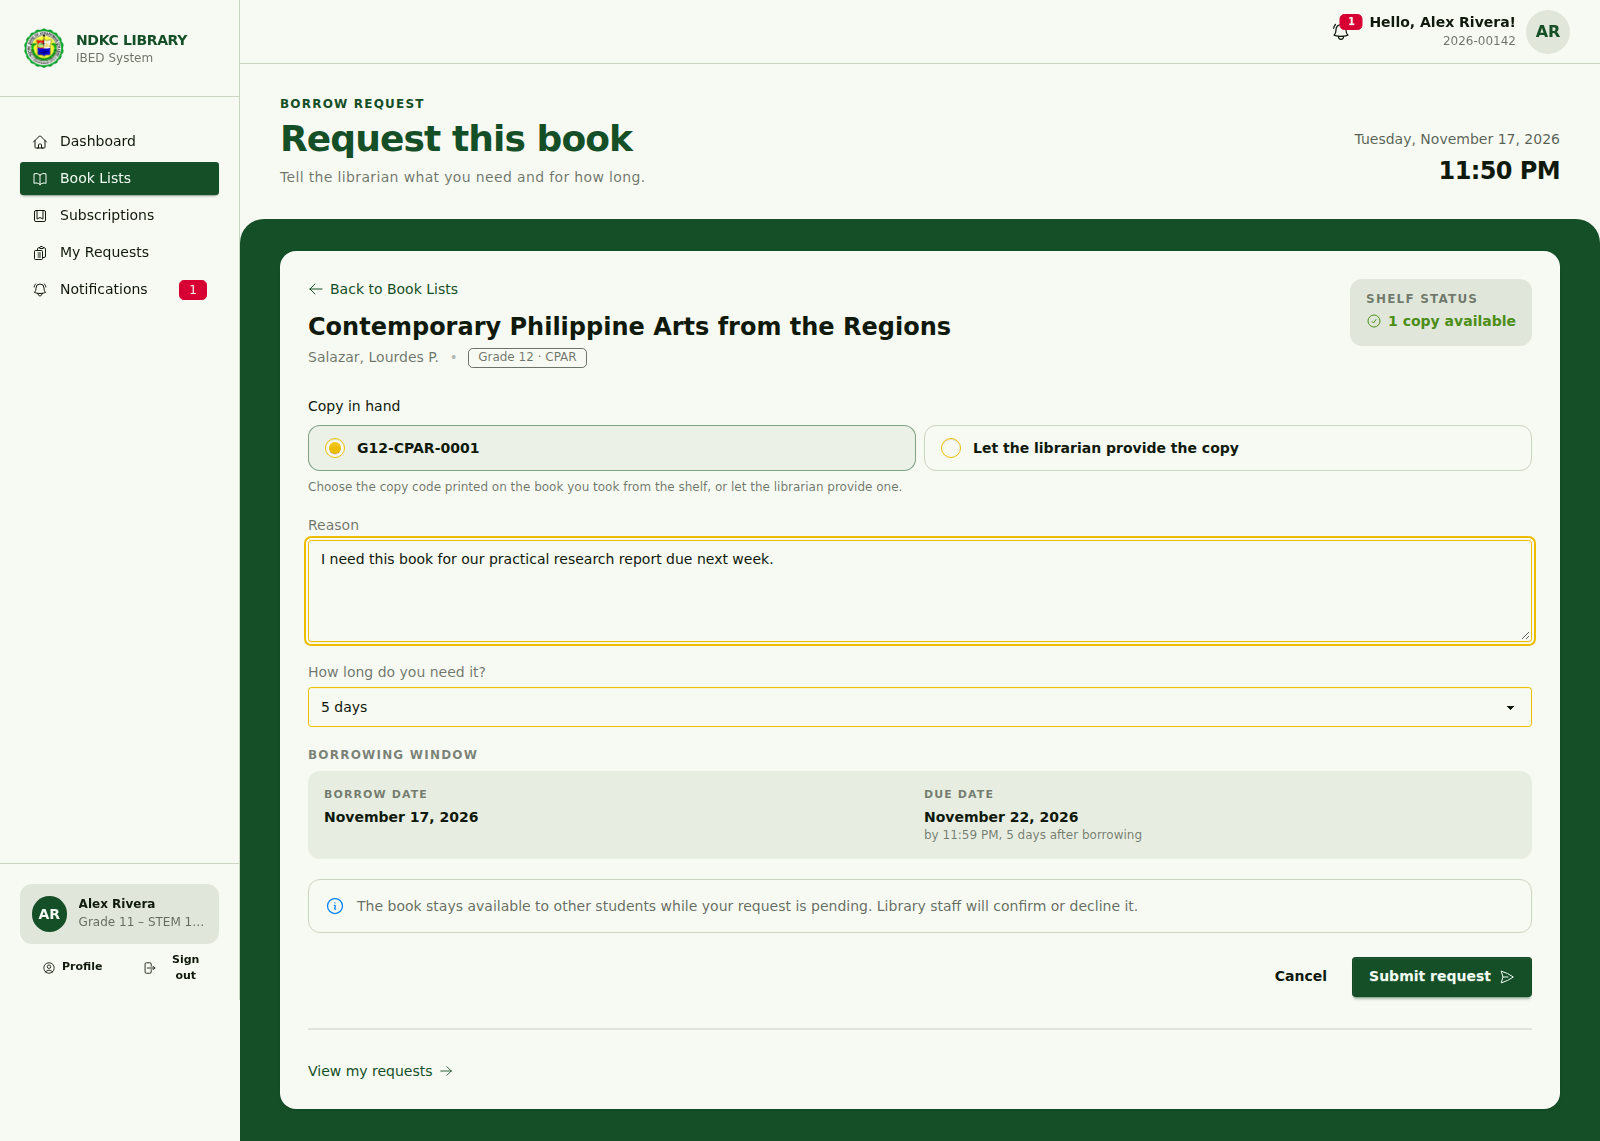 NDKC LIBRARY
IBED System
Dashboard
Book Lists
Subscriptions
My Requests
Notifications
1
Alex Rivera
AR
Grade 11 – STEM 1...
Profile
Sign out
1
Hello, Alex Rivera!
2026-00142
AR
BORROW REQUEST
Request this book
Tell the librarian what you need and for how long.
Tuesday, November 17, 2026
11:50 PM
Back to Book Lists
Contemporary Philippine Arts from the Regions
Salazar, Lourdes P. • Grade 12 · CPAR
SHELF STATUS
1 copy available
Copy in hand
G12-CPAR-0001
Let the librarian provide the copy
Choose the copy code printed on the book you took from the shelf, or let the librarian provide one.
Reason
I need this book for our practical research report due next week.
How long do you need it?
5 days
BORROWING WINDOW
BORROW DATE
November 17, 2026
DUE DATE
November 22, 2026
by 11:59 PM, 5 days after borrowing
The book stays available to other students while your request is pending. Library staff will confirm or decline it.
Cancel
Submit request
View my requests